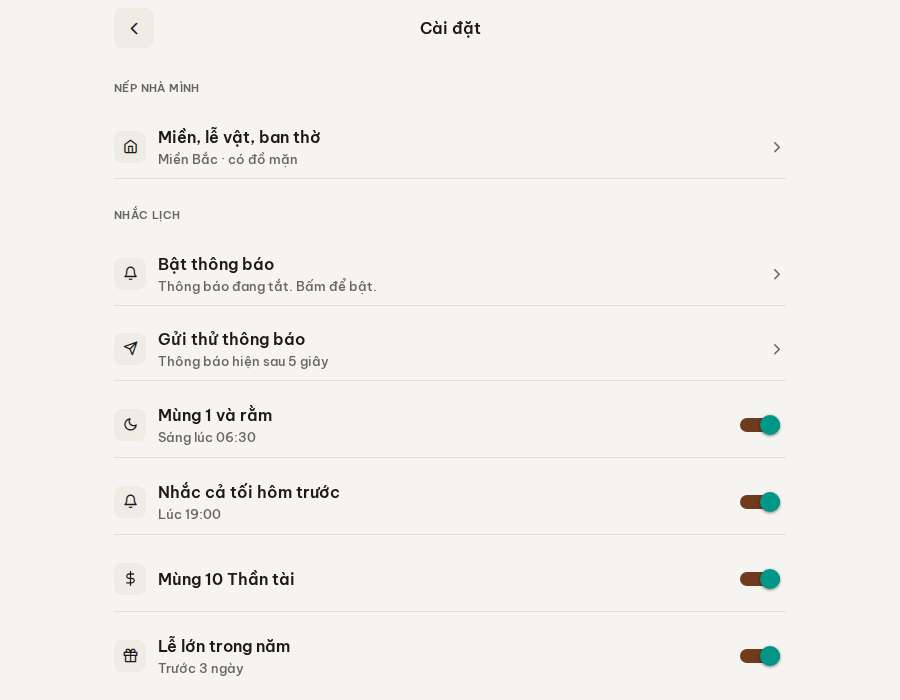 Cài đặt
NẾP NHÀ MÌNH
Miền, lễ vật, ban thờ
Miền Bắc · có đồ mặn
NHẮC LỊCH
Bật thông báo
Thông báo đang tắt. Bấm để bật.
Gửi thử thông báo
Thông báo hiện sau 5 giây
Mùng 1 và rằm
Sáng lúc 06:30
Nhắc cả tối hôm trước
Lúc 19:00
Mùng 10 Thần tài
Lễ lớn trong năm
Trước 3 ngày